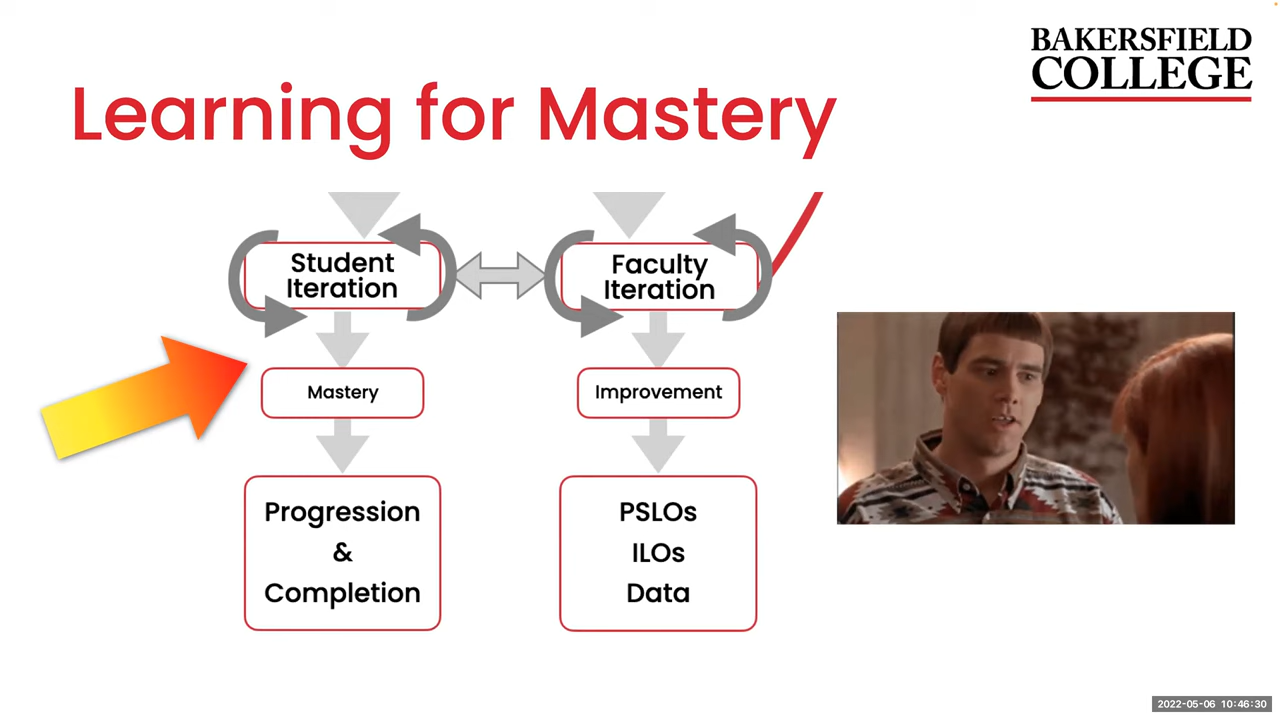 BAKERSFIELD
COLLEGE
Learning for Mastery
Student
Iteration
Faculty
Iteration
Mastery
Improvement
Progression
&
Completion
PSLOs
ILOs
Data
2022-05-06 10:46:30